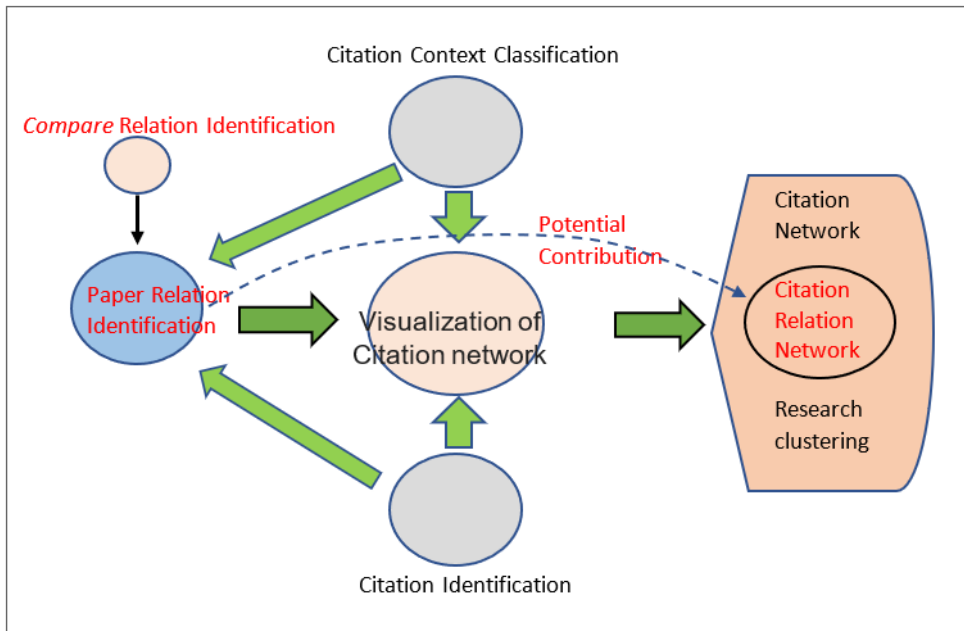 Citation Context Classification
Compare Relation Identification
Potential
Contribution
Citation
Network
Paper Relation
Identification
Visualization of
Citation network
Citation
Relation
Network
Research
clustering
Citation Identification